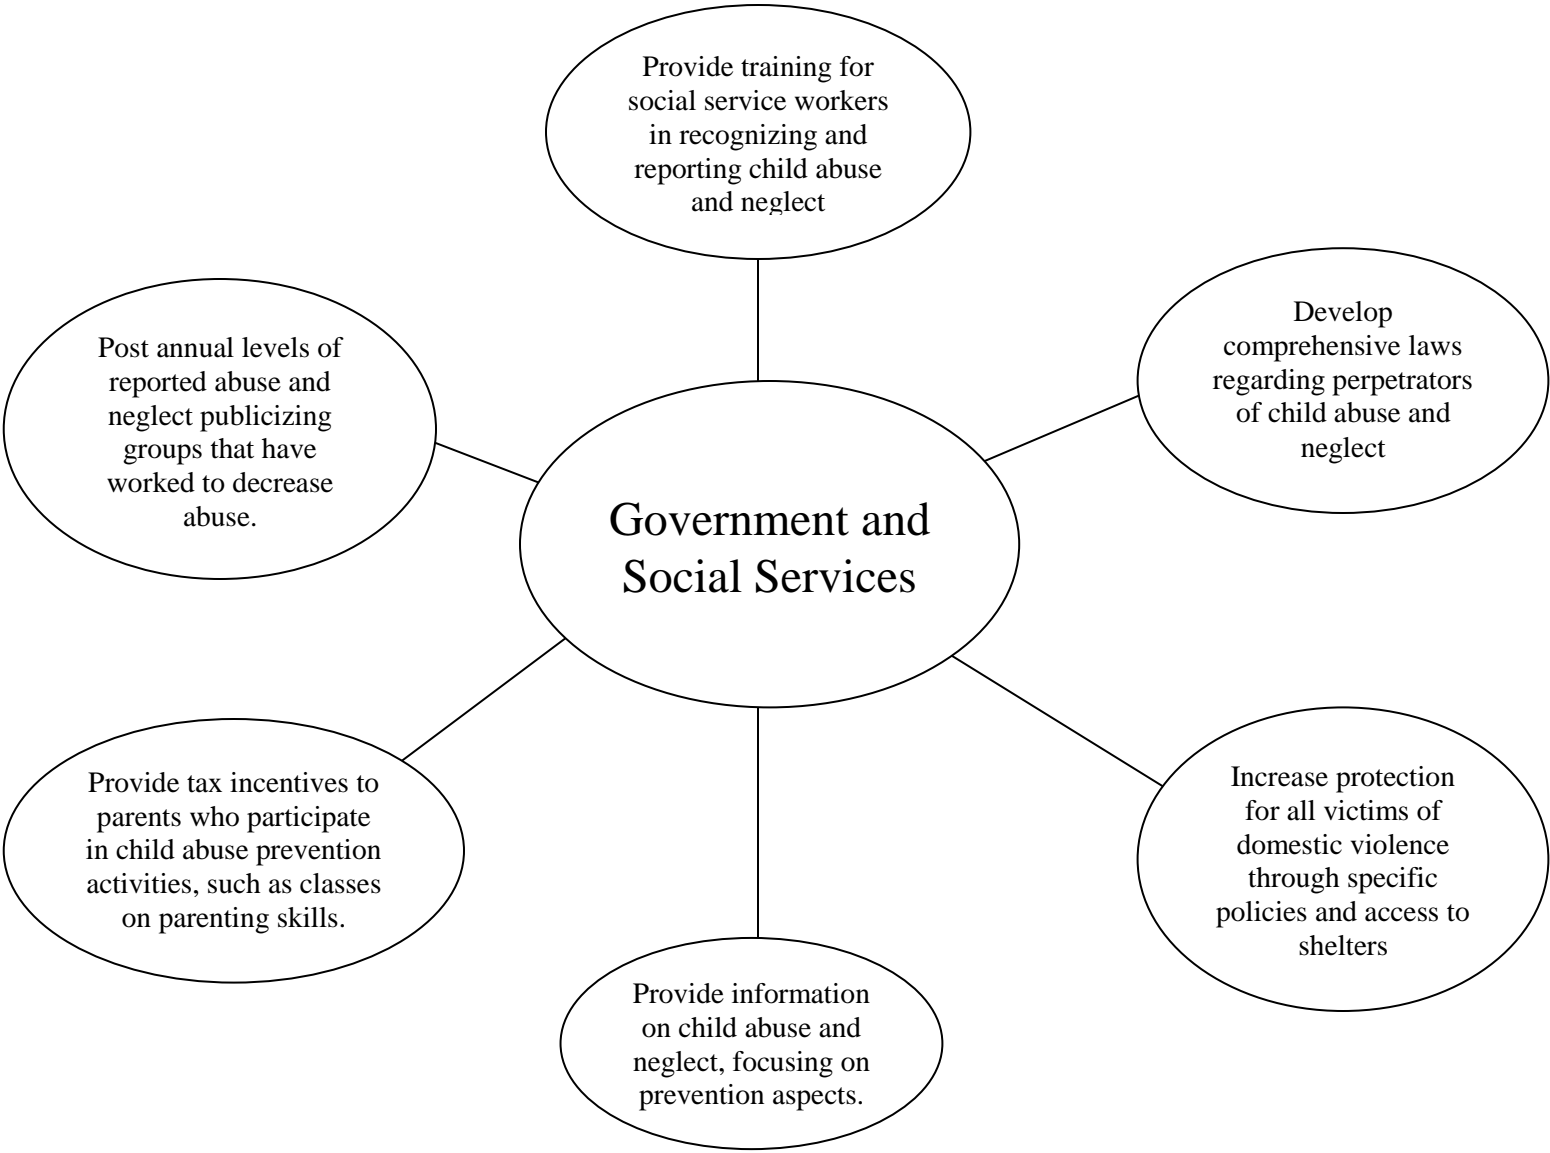 Provide training for
social service workers
in recognizing and
reporting child abuse
and neglect
Develop
comprehensive laws
regarding perpetrators
of child abuse and
neglect
Post annual levels of
reported abuse and
neglect publicizing
groups that have
worked to decrease
abuse.
Government and
Social Services
Provide tax incentives to
parents who participate
in child abuse prevention
activities, such as classes
on parenting skills.
Increase protection
for all victims of
domestic violence
through specific
policies and access to
shelters
Provide information
on child abuse and
neglect, focusing on
prevention aspects.